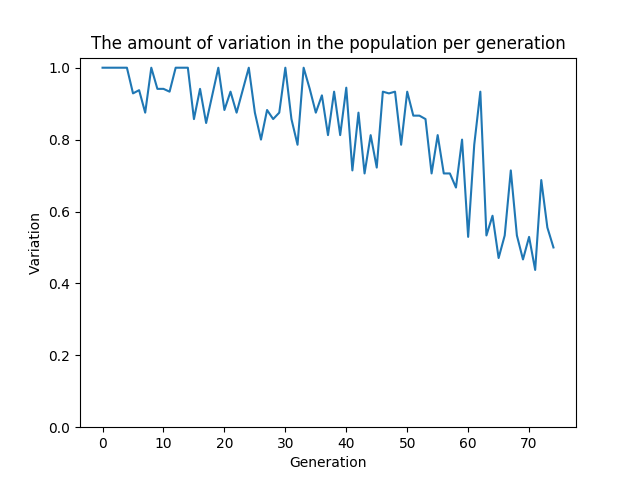 The amount of variation in the population per generation
1.0
0.8
0.6
0.4
0.2
0.0
Variation
0 10 20 30 40 50 60 70
Generation